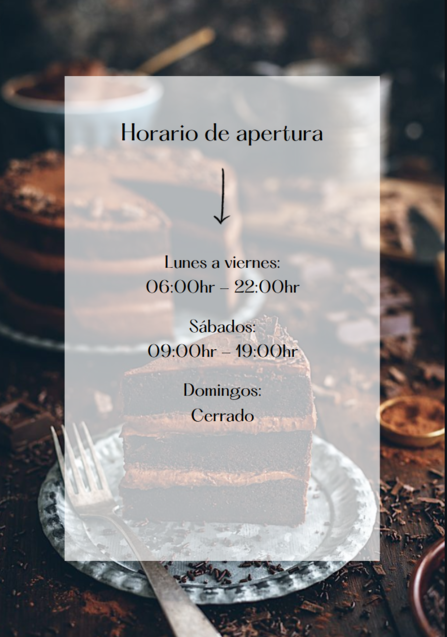 Horario de apertura
Lunes a viernes:
06:00hr – 22:00hr
Sábados:
09:00hr – 19:00hr
Domingos:
Cerrado